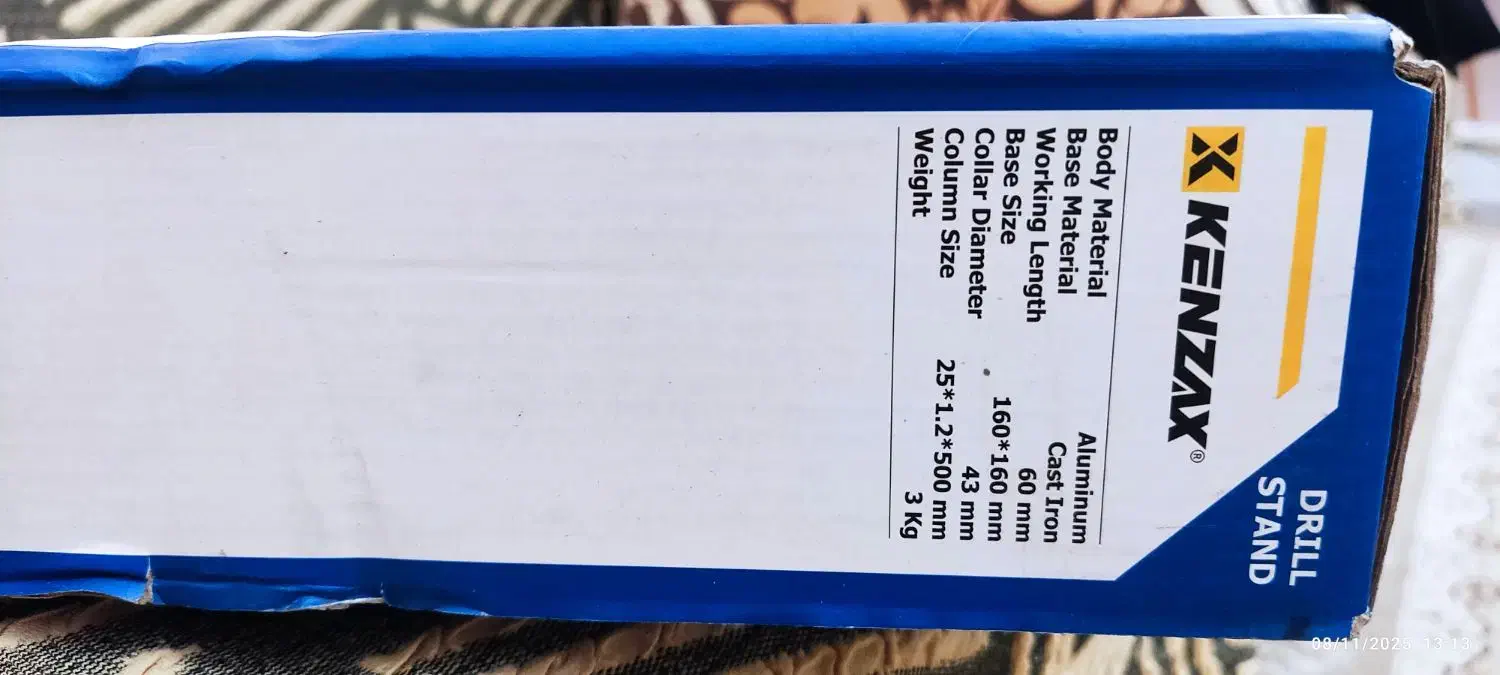 KENZAX®
DRILL
STAND
Body Material Aluminum
Base Material Cast Iron
Working Length 60 mm
Base Size 160*160 mm
Collar Diameter 43 mm
Column Size 25*1.2*500 mm
Weight 3 Kg
08/11/2025 13:13